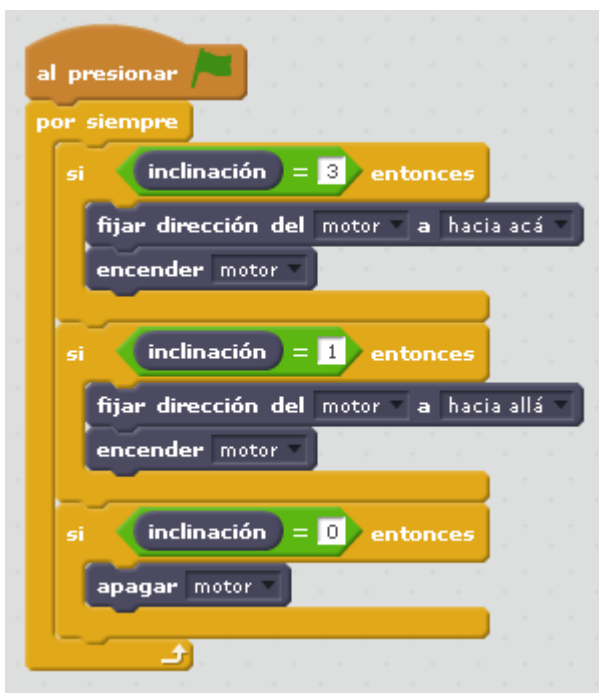 al presionar
por siempre
si inclinación = 3 entonces
fijar dirección del motor a hacia acá
encender motor
si inclinación = 1 entonces
fijar dirección del motor a hacia allá
encender motor
si inclinación = 0 entonces
apagar motor